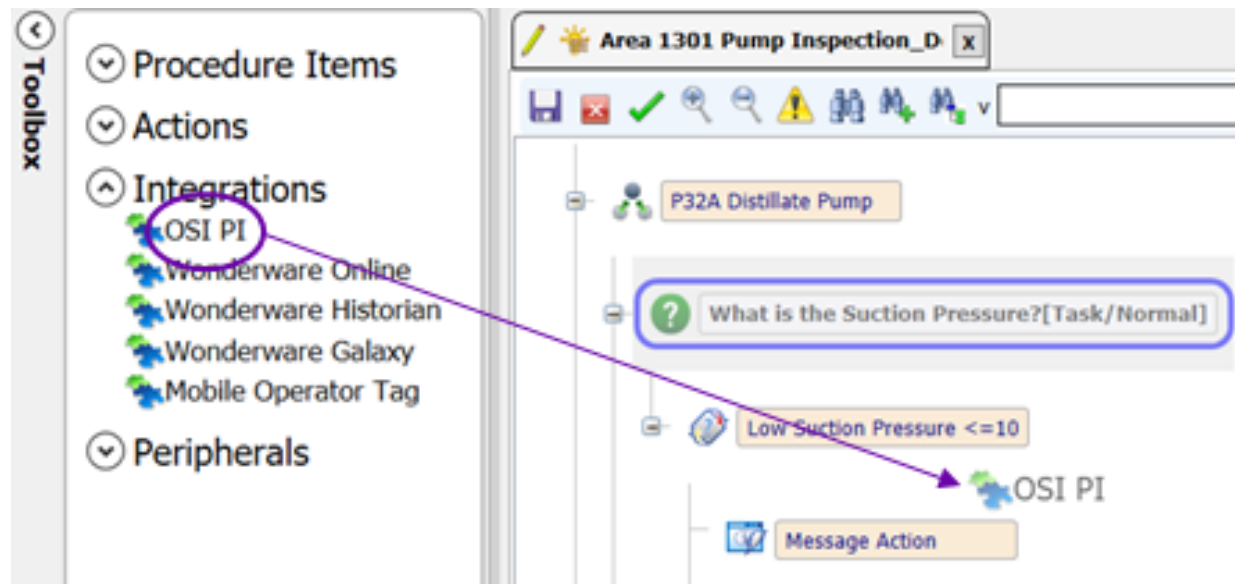 Toolbox
Procedure Items
Actions
Integrations
OSI PI
Wonderware Online
Wonderware Historian
Wonderware Galaxy
Mobile Operator Tag
Peripherals
Area 1301 Pump Inspection_D
x
v
P32A Distillate Pump
What is the Suction Pressure?[Task/Normal]
Low Suction Pressure <=10
OSI PI
Message Action